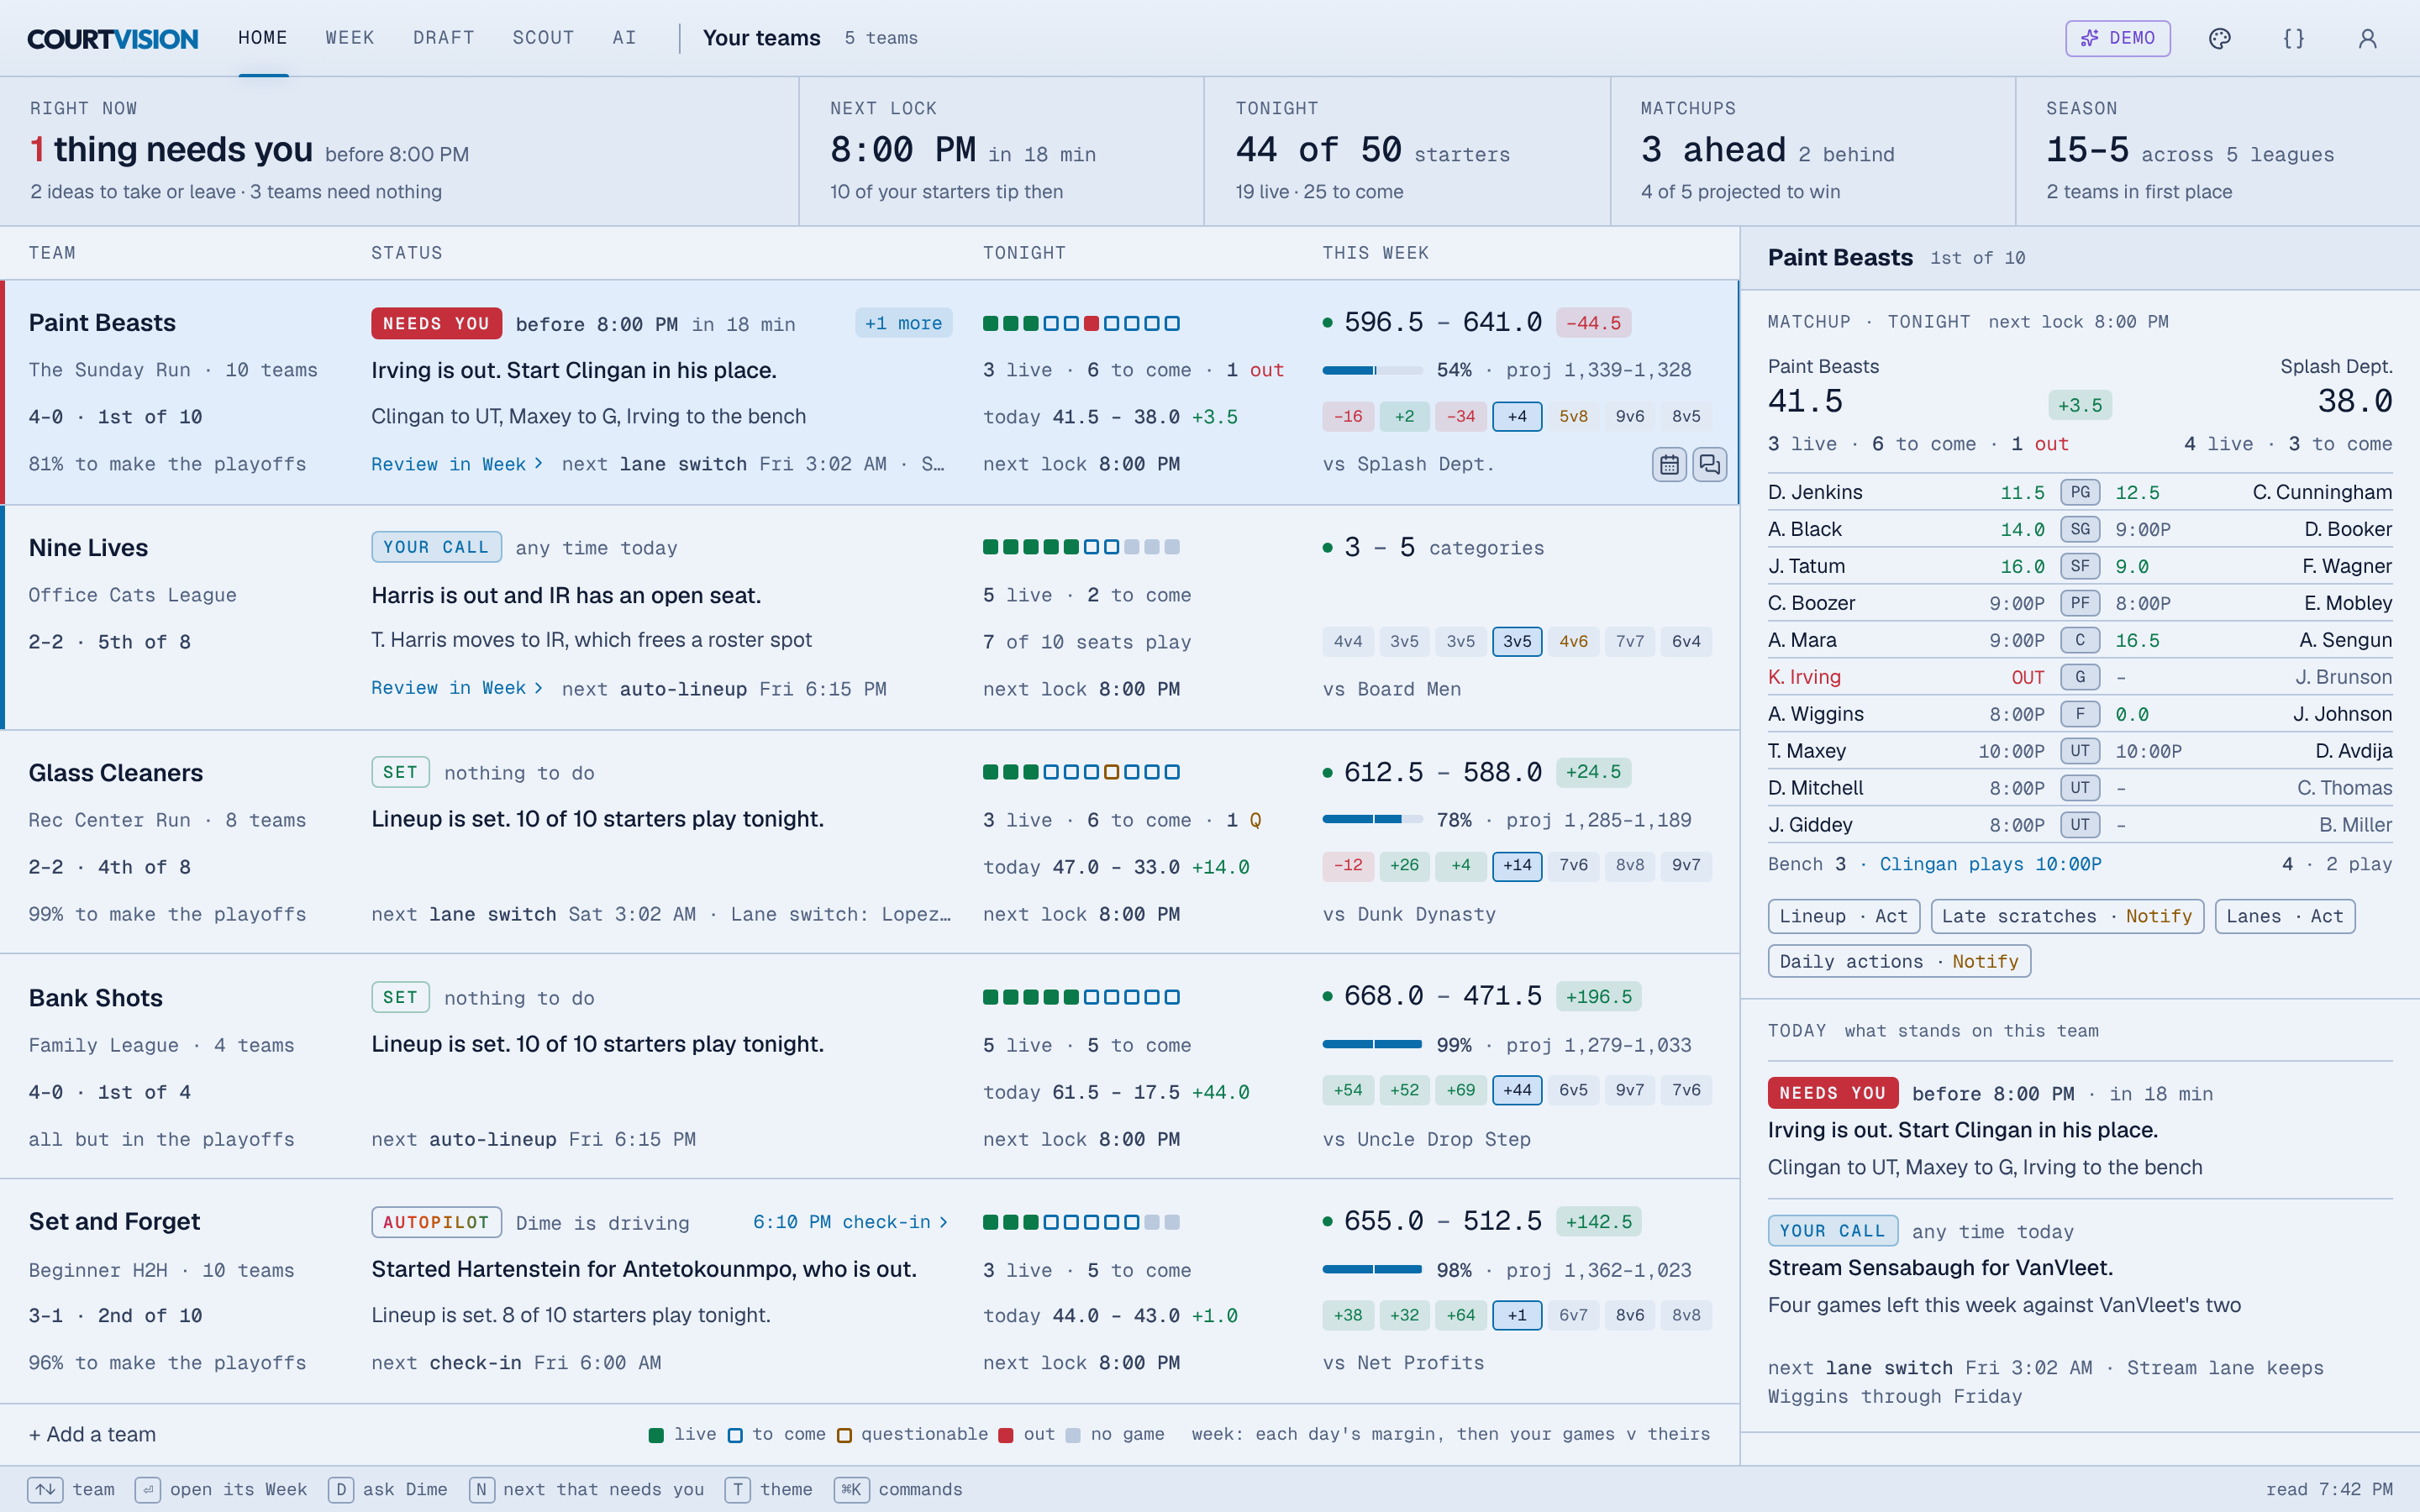 COURTVISION HOME WEEK DRAFT SCOUT AI Your teams 5 teams DEMO { }
RIGHT NOW
1 thing needs you before 8:00 PM
2 ideas to take or leave · 3 teams need nothing
NEXT LOCK
8:00 PM in 18 min
10 of your starters tip then
TONIGHT
44 of 50 starters
19 live · 25 to come
MATCHUPS
3 ahead 2 behind
4 of 5 projected to win
SEASON
15-5 across 5 leagues
2 teams in first place
TEAM STATUS TONIGHT THIS WEEK
Paint Beasts NEEDS YOU before 8:00 PM in 18 min +1 more 596.5 – 641.0 −44.5
The Sunday Run · 10 teams Irving is out. Start Clingan in his place. 3 live · 6 to come · 1 out 54% · proj 1,339–1,328
4-0 · 1st of 10 Clingan to UT, Maxey to G, Irving to the bench today 41.5 – 38.0 +3.5 −16 +2 −34 +4 5v8 9v6 8v5
81% to make the playoffs Review in Week › next lane switch Fri 3:02 AM · S… next lock 8:00 PM vs Splash Dept.
Nine Lives YOUR CALL any time today 3 – 5 categories
Office Cats League Harris is out and IR has an open seat. 5 live · 2 to come
2-2 · 5th of 8 T. Harris moves to IR, which frees a roster spot 7 of 10 seats play 4v4 3v5 3v5 3v5 4v6 7v7 6v4
Review in Week › next auto-lineup Fri 6:15 PM next lock 8:00 PM vs Board Men
Glass Cleaners SET nothing to do 612.5 – 588.0 +24.5
Rec Center Run · 8 teams Lineup is set. 10 of 10 starters play tonight. 3 live · 6 to come · 1 Q 78% · proj 1,285–1,189
2-2 · 4th of 8 today 47.0 – 33.0 +14.0 −12 +26 +4 +14 7v6 8v8 9v7
99% to make the playoffs next lane switch Sat 3:02 AM · Lane switch: Lopez… next lock 8:00 PM vs Dunk Dynasty
Bank Shots SET nothing to do 668.0 – 471.5 +196.5
Family League · 4 teams Lineup is set. 10 of 10 starters play tonight. 5 live · 5 to come 99% · proj 1,279–1,033
4-0 · 1st of 4 today 61.5 – 17.5 +44.0 +54 +52 +69 +44 6v5 9v7 7v6
all but in the playoffs next auto-lineup Fri 6:15 PM next lock 8:00 PM vs Uncle Drop Step
Set and Forget AUTOPILOT Dime is driving 6:10 PM check-in › 655.0 – 512.5 +142.5
Beginner H2H · 10 teams Started Hartenstein for Antetokounmpo, who is out. 3 live · 5 to come 98% · proj 1,362–1,023
3-1 · 2nd of 10 Lineup is set. 8 of 10 starters play tonight. today 44.0 – 43.0 +1.0 +38 +32 +64 +1 6v7 8v6 8v8
96% to make the playoffs next check-in Fri 6:00 AM next lock 8:00 PM vs Net Profits
+ Add a team live to come questionable out no game week: each day's margin, then your games v theirs
Paint Beasts 1st of 10
MATCHUP · TONIGHT next lock 8:00 PM
Paint Beasts Splash Dept.
41.5 +3.5 38.0
3 live · 6 to come · 1 out 4 live · 3 to come
D. Jenkins 11.5 PG 12.5 C. Cunningham
A. Black 14.0 SG 9:00P D. Booker
J. Tatum 16.0 SF 9.0 F. Wagner
C. Boozer 9:00P PF 8:00P E. Mobley
A. Mara 9:00P C 16.5 A. Sengun
K. Irving OUT G – J. Brunson
A. Wiggins 8:00P F 0.0 J. Johnson
T. Maxey 10:00P UT 10:00P D. Avdija
D. Mitchell 8:00P UT – C. Thomas
J. Giddey 8:00P UT – B. Miller
Bench 3 · Clingan plays 10:00P 4 · 2 play
Lineup · Act Late scratches · Notify Lanes · Act
Daily actions · Notify
TODAY what stands on this team
NEEDS YOU before 8:00 PM · in 18 min
Irving is out. Start Clingan in his place.
Clingan to UT, Maxey to G, Irving to the bench
YOUR CALL any time today
Stream Sensabaugh for VanVleet.
Four games left this week against VanVleet's two
next lane switch Fri 3:02 AM · Stream lane keeps
Wiggins through Friday
↑↓ team ⏎ open its Week D ask Dime N next that needs you T theme ⌘K commands read 7:42 PM